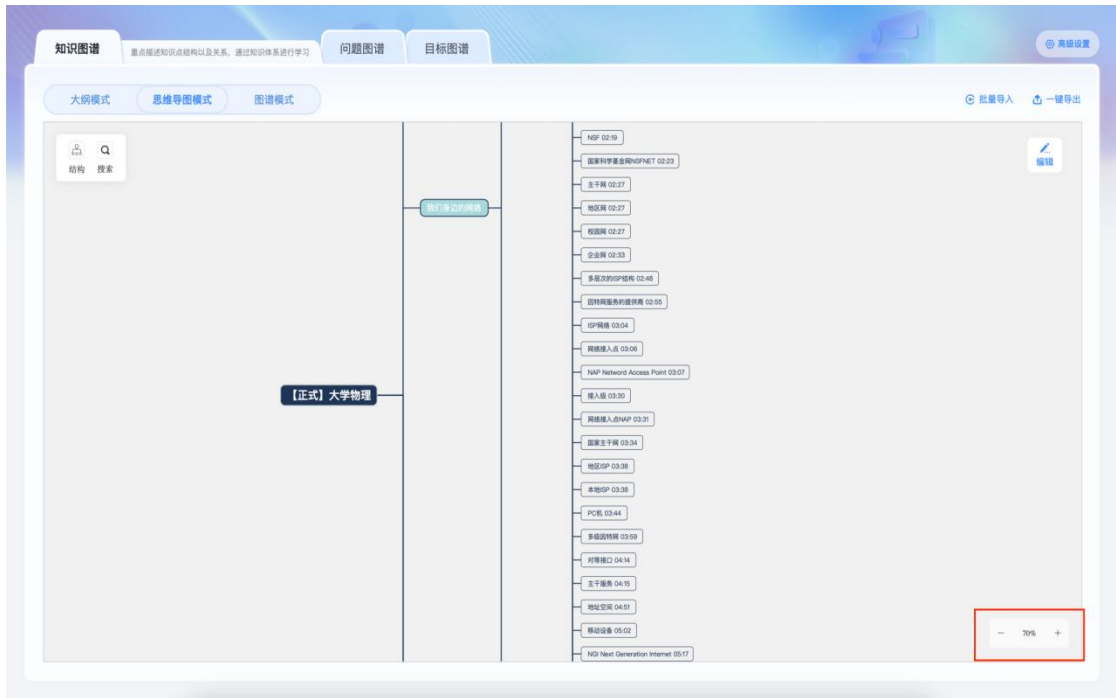 知识图谱 重点描述知识点结构以及关系，通过知识体系进行学习 问题图谱 目标图谱 高级设置
大纲模式 思维导图模式 图谱模式 批量导入 一键导出
结构 搜索
编辑
NSF 02:19
国家科学基金网NSFNET 02:23
主干网 02:27
我们身边的网络
地区网 02:27
校园网 02:27
企业网 02:33
多层次的ISP结构 02:48
因特网服务的提供商 02:55
ISP网络 03:04
网络接入点 03:06
NAP Netword Access Point 03:07
【正式】大学物理
接入级 03:30
网络接入点NAP 03:31
国家主干网 03:34
地区ISP 03:38
本地ISP 03:38
PC机 03:44
多级因特网 03:59
对等接口 04:14
主干服务 04:15
地址空间 04:51
移动设备 05:02
NGI Next Generation Internet 05:17
− 70% +